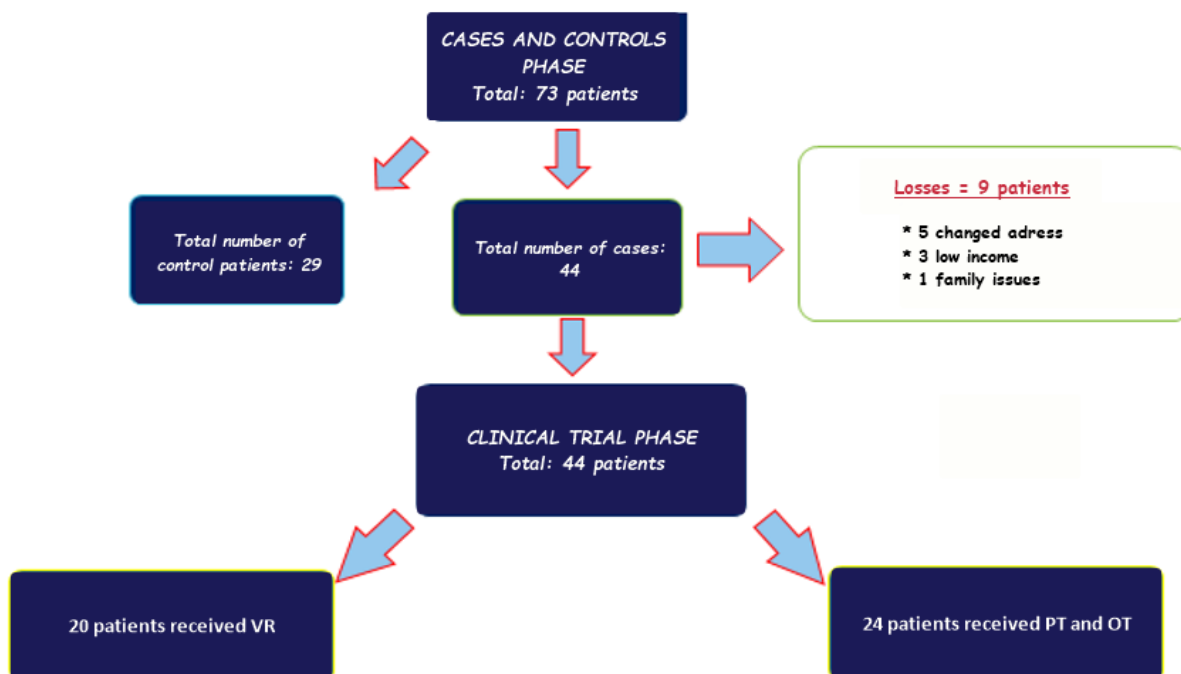 CASES AND CONTROLS
PHASE
Total: 73 patients
Total number of
control patients: 29
Total number of cases:
44
Losses = 9 patients
* 5 changed adress
* 3 low income
* 1 family issues
CLINICAL TRIAL PHASE
Total: 44 patients
20 patients received VR
24 patients received PT and OT